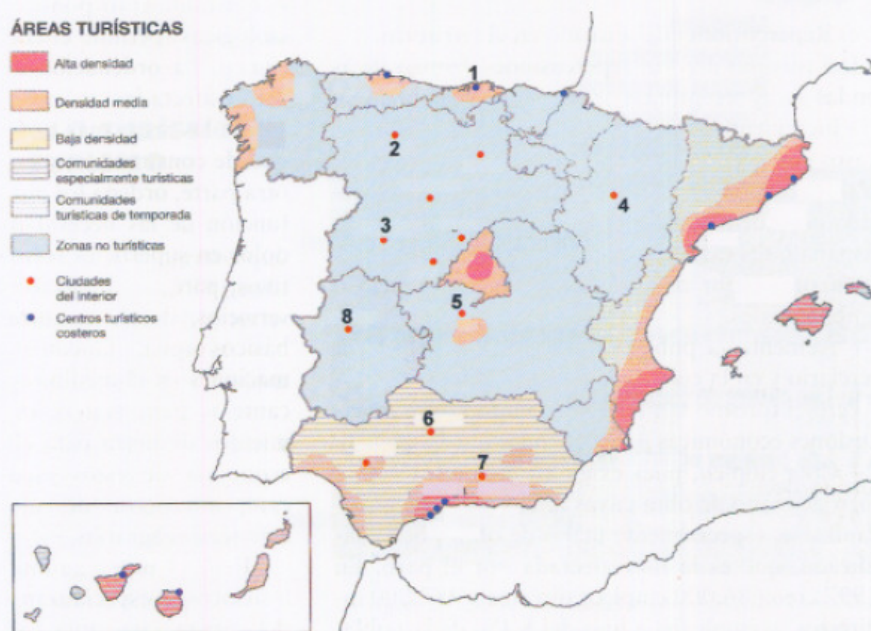 ÁREAS TURÍSTICAS
Alta densidad
Densidad media
Baja densidad
Comunidades
especialmente turísticas
Comunidades
turísticas de temporada
Zonas no turísticas
Ciudades
del interior
Centros turísticos
costeros
1
2
3
4
5
6
7
8